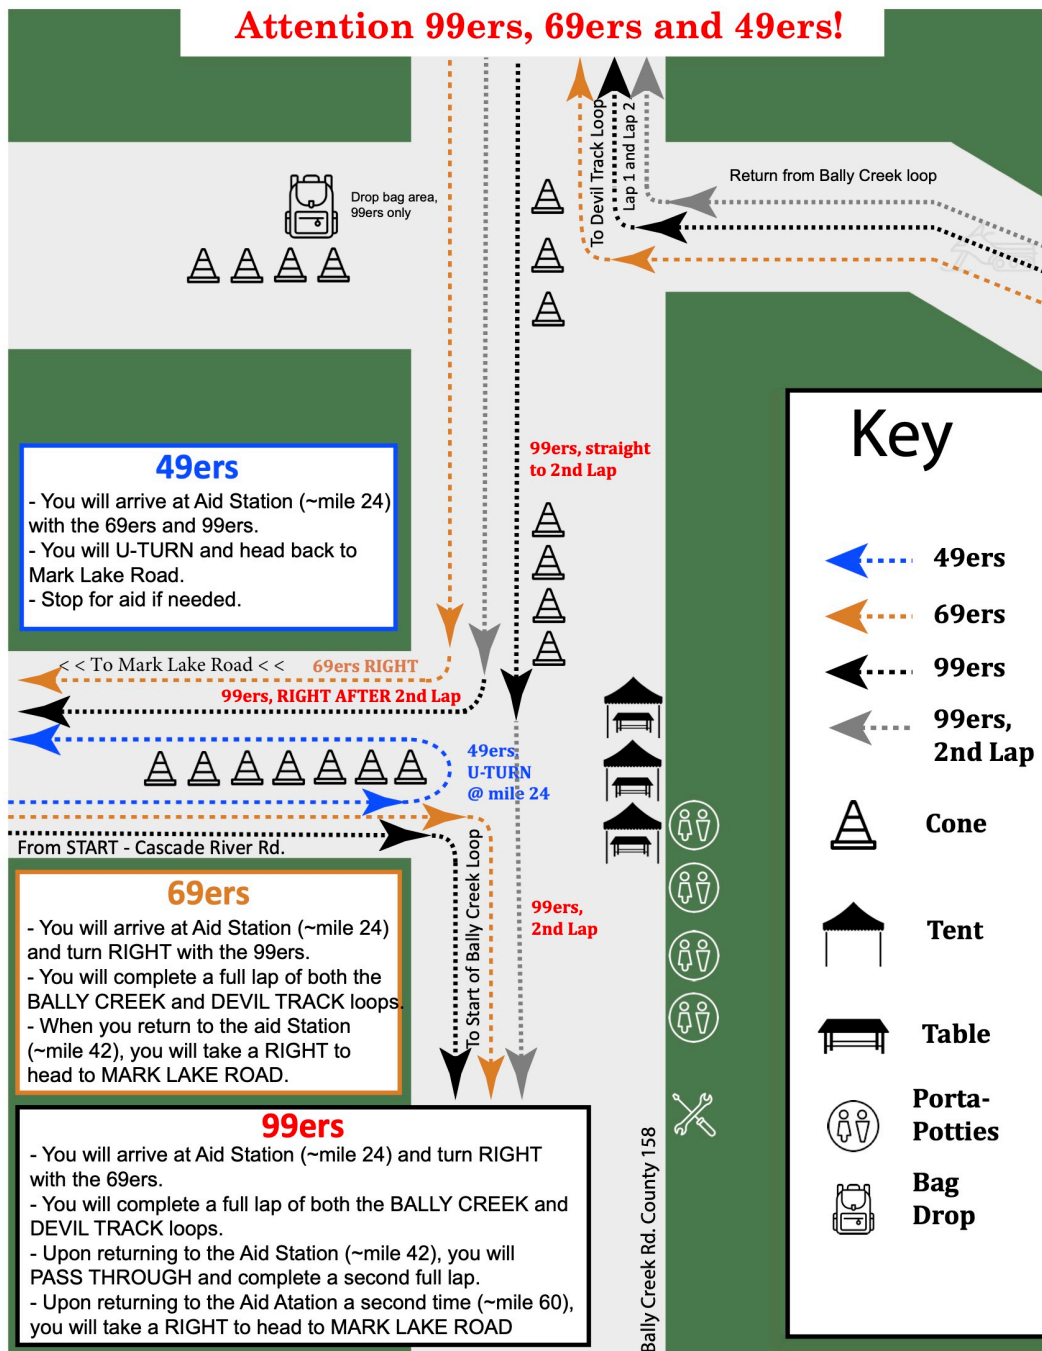 Attention 99ers, 69ers and 49ers!
To Devil Track Loop
Lap 1 and Lap 2
Return from Bally Creek loop
Drop bag area,
99ers only
99ers, straight
to 2nd Lap
49ers
- You will arrive at Aid Station (~mile 24)
with the 69ers and 99ers.
- You will U-TURN and head back to
Mark Lake Road.
- Stop for aid if needed.
< < To Mark Lake Road < <
69ers RIGHT
99ers, RIGHT AFTER 2nd Lap
49ers,
U-TURN
@ mile 24
From START - Cascade River Rd.
To Start of Bally Creek Loop
99ers,
2nd Lap
69ers
- You will arrive at Aid Station (~mile 24)
and turn RIGHT with the 99ers.
- You will complete a full lap of both the
BALLY CREEK and DEVIL TRACK loops.
- When you return to the aid Station
(~mile 42), you will take a RIGHT to
head to MARK LAKE ROAD.
99ers
- You will arrive at Aid Station (~mile 24) and turn RIGHT
with the 69ers.
- You will complete a full lap of both the BALLY CREEK and
DEVIL TRACK loops.
- Upon returning to the Aid Station (~mile 42), you will
PASS THROUGH and complete a second full lap.
- Upon returning to the Aid Atation a second time (~mile 60),
you will take a RIGHT to head to MARK LAKE ROAD
Bally Creek Rd. County 158
Key
49ers
69ers
99ers
99ers,
2nd Lap
Cone
Tent
Table
Porta-
Potties
Bag
Drop